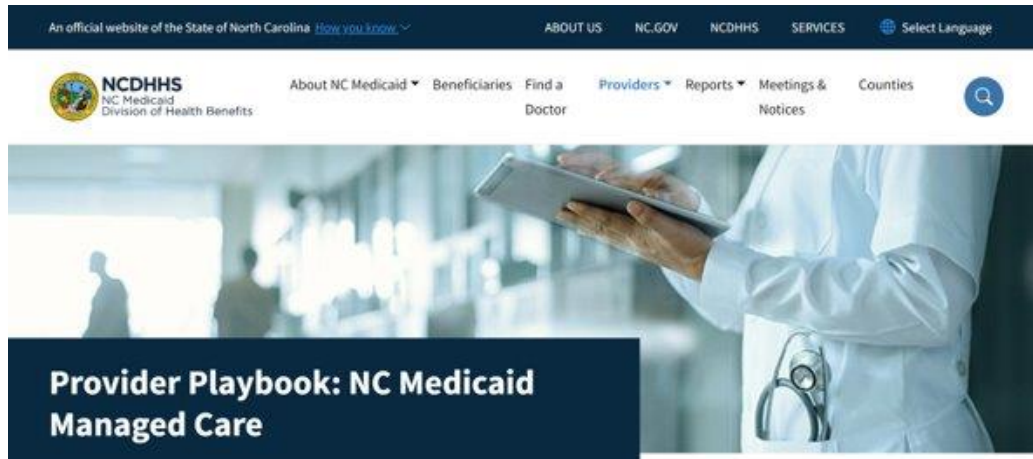 An official website of the State of North Carolina How you know
ABOUT US NC.GOV NCDHHS SERVICES Select Language
NCDHHS
NC Medicaid
Division of Health Benefits
About NC Medicaid Beneficiaries Find a Doctor Providers Reports Meetings & Notices Counties
Provider Playbook: NC Medicaid
Managed Care